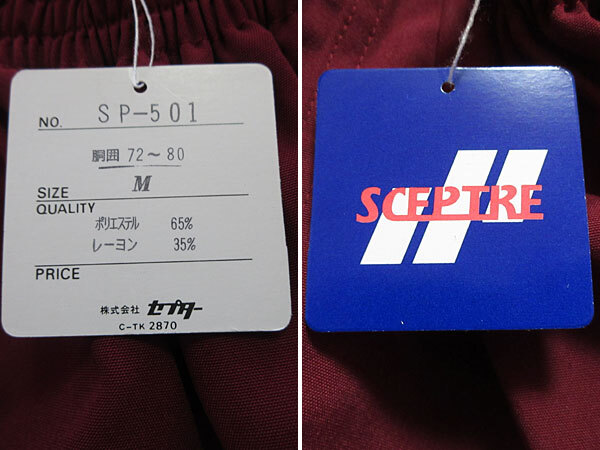 NO. SP-501
胴囲 72~80
SIZE M
QUALITY
ポリエステル 65%
レーヨン 35%
PRICE
株式会社 セプター
C-TK 2870
SCEPTRE